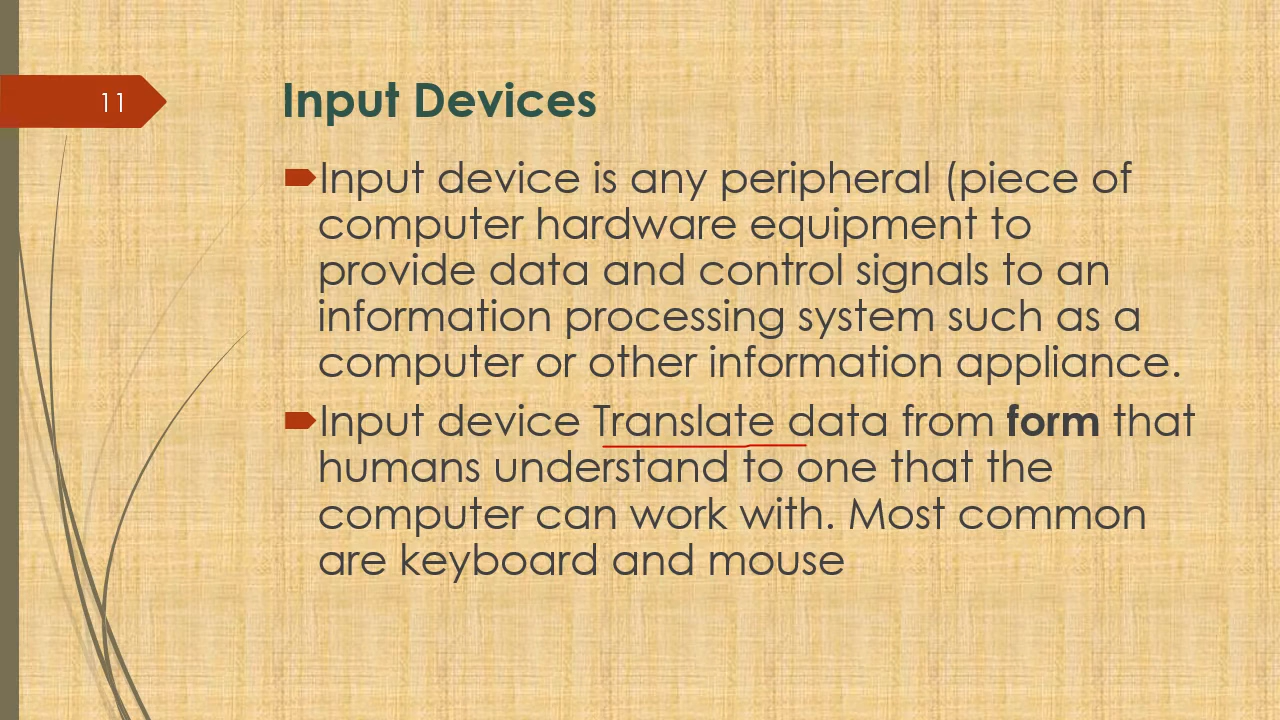 11
Input Devices
Input device is any peripheral (piece of
computer hardware equipment to
provide data and control signals to an
information processing system such as a
computer or other information appliance.
Input device Translate data from form that
humans understand to one that the
computer can work with. Most common
are keyboard and mouse